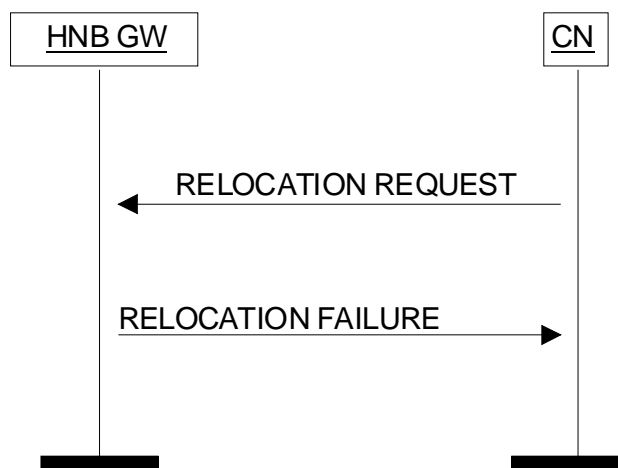 HNB GW
CN
RELOCATION REQUEST
RELOCATION FAILURE